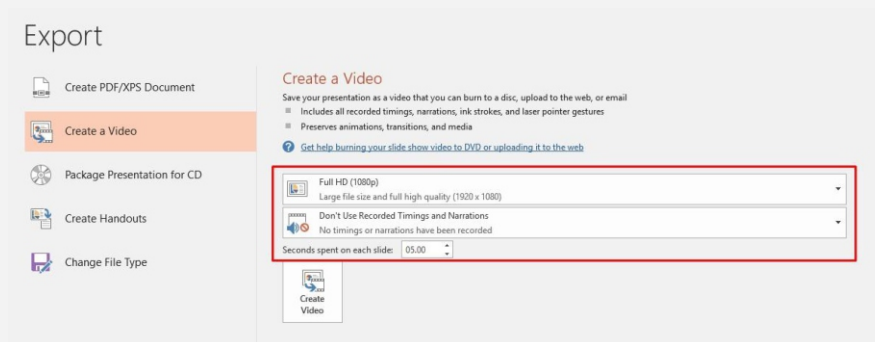 Export
Create PDF/XPS Document
Create a Video
Package Presentation for CD
Create Handouts
Change File Type
Create a Video
Save your presentation as a video that you can burn to a disc, upload to the web, or email
Includes all recorded timings, narrations, ink strokes, and laser pointer gestures
Preserves animations, transitions, and media
Get help burning your slide show video to DVD or uploading it to the web
Full HD (1080p)
Large file size and full high quality (1920 x 1080)
Don't Use Recorded Timings and Narrations
No timings or narrations have been recorded
Seconds spent on each slide: 05.00
Create
Video